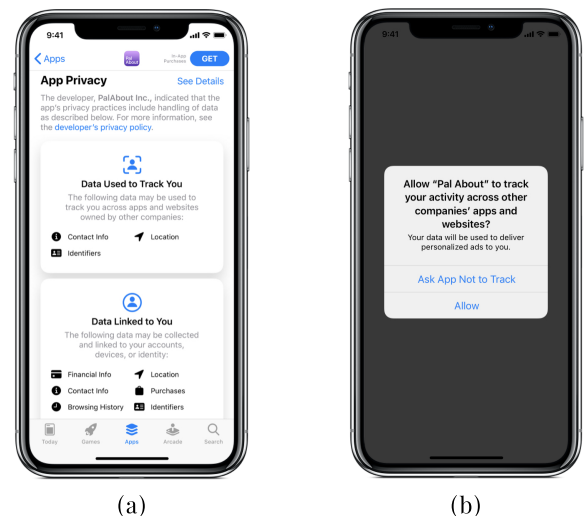 9:41
Apps
Pal
About
In-App
Purchases
GET
App Privacy
See Details
The developer, PalAbout Inc., indicated that the
app's privacy practices include handling of data
as described below. For more information, see
the developer's privacy policy.
Data Used to Track You
The following data may be used to
track you across apps and websites
owned by other companies:
Contact Info
Location
Identifiers
Data Linked to You
The following data may be collected
and linked to your accounts,
devices, or identity:
Financial Info
Location
Contact Info
Purchases
Browsing History
Identifiers
Today
Games
Apps
Arcade
Search
(a)
9:41
Allow “Pal About” to track
your activity across other
companies’ apps and
websites?
Your data will be used to deliver
personalized ads to you.
Ask App Not to Track
Allow
(b)